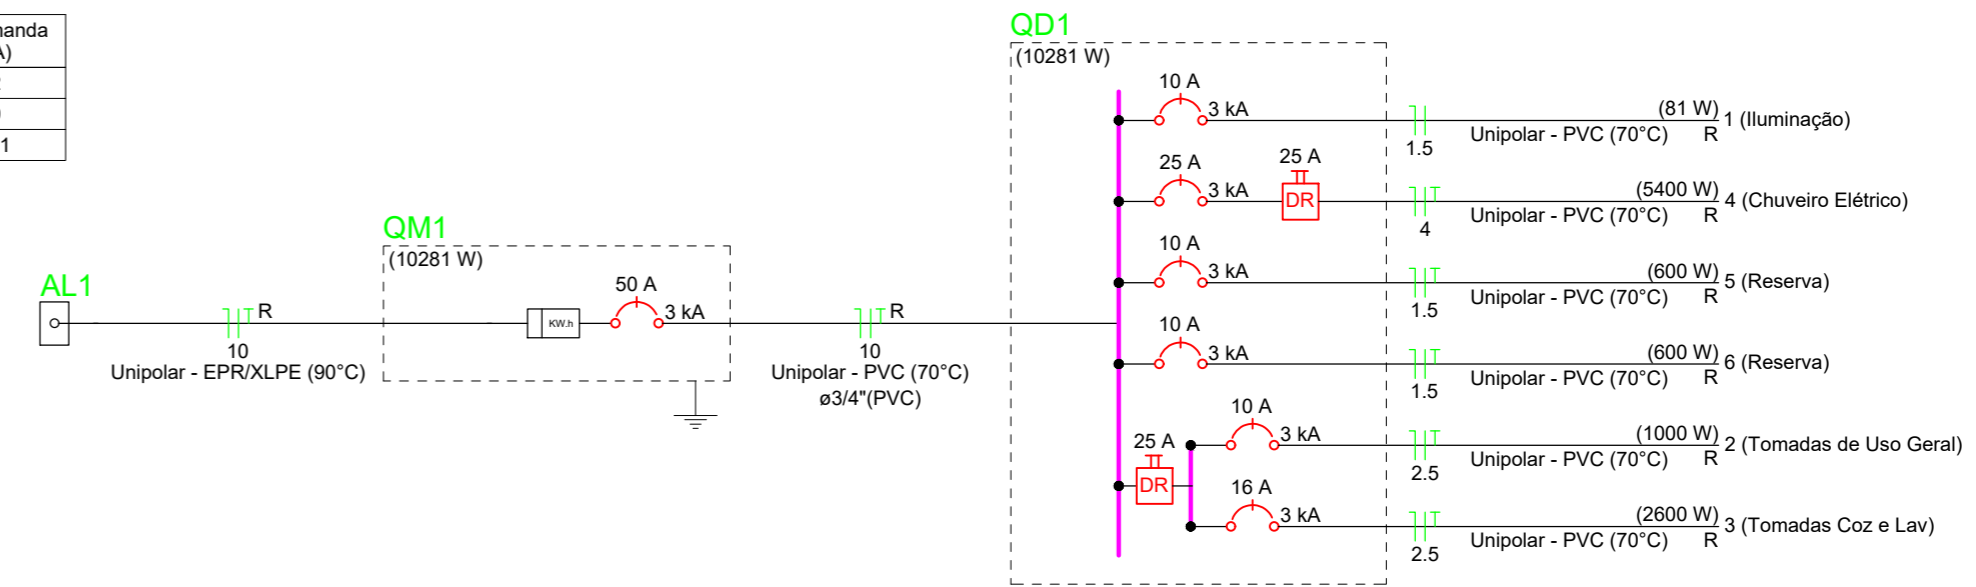 A)
1
AL1
R
10
Unipolar - EPR/XLPE (90°C)
QM1
(10281 W)
KW.h
50 A
3 kA
R
10
Unipolar - PVC (70°C)
ø3/4"(PVC)
QD1
(10281 W)
10 A
3 kA
1.5
(81 W)
Unipolar - PVC (70°C)
R
1 (Iluminação)
25 A
3 kA
25 A
DR
4
(5400 W)
Unipolar - PVC (70°C)
R
4 (Chuveiro Elétrico)
10 A
3 kA
1.5
(600 W)
Unipolar - PVC (70°C)
R
5 (Reserva)
10 A
3 kA
1.5
(600 W)
Unipolar - PVC (70°C)
R
6 (Reserva)
25 A
DR
10 A
3 kA
2.5
(1000 W)
Unipolar - PVC (70°C)
R
2 (Tomadas de Uso Geral)
16 A
3 kA
2.5
(2600 W)
Unipolar - PVC (70°C)
R
3 (Tomadas Coz e Lav)